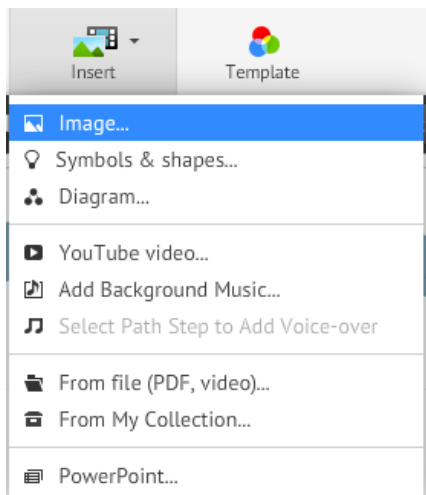 Insert
Template
Image...
Symbols & shapes...
Diagram...
YouTube video...
Add Background Music...
Select Path Step to Add Voice-over
From file (PDF, video)...
From My Collection...
PowerPoint...